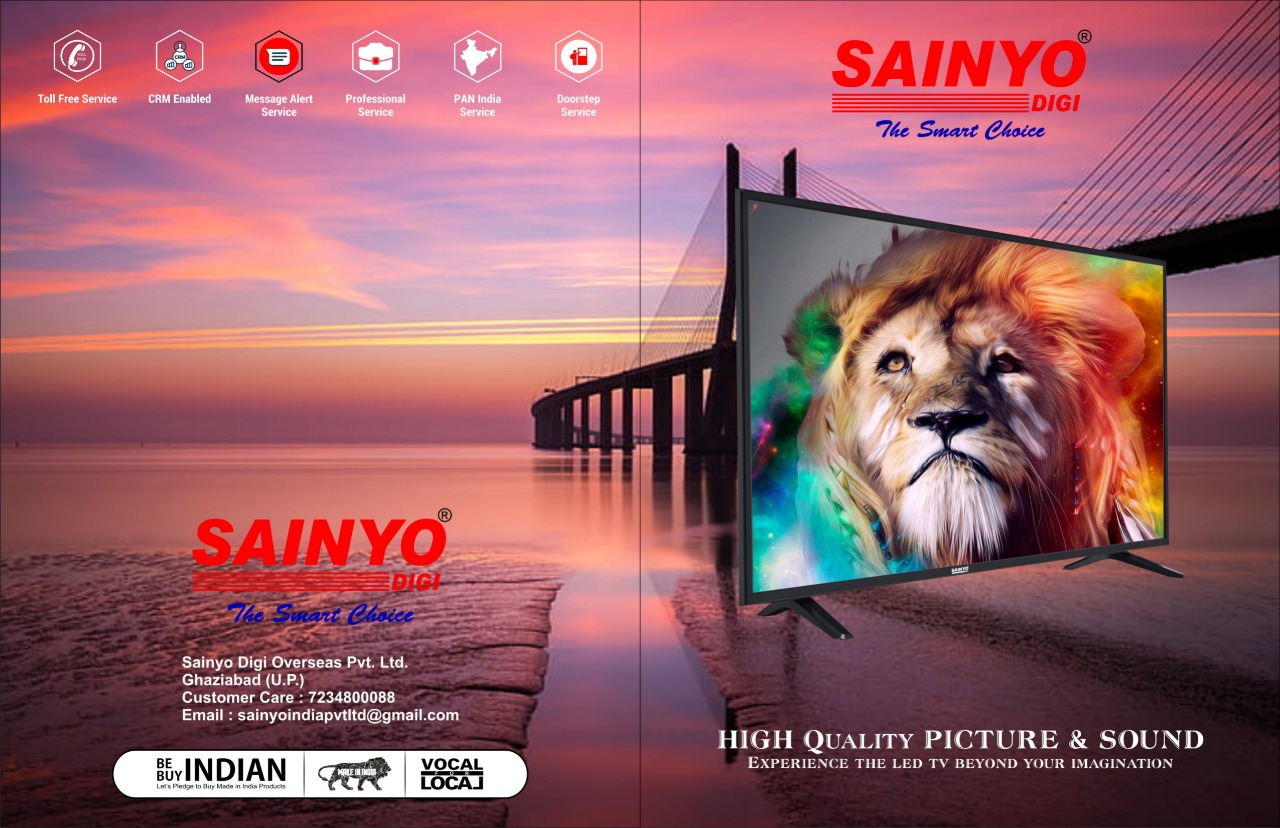 Toll Free Service
CRM Enabled
Message Alert
Service
Professional
Service
PAN India
Service
Doorstep
Service
CRM
SAINYO®
DIGI
The Smart Choice
SAINYO
SAINYO®
DIGI
The Smart Choice
Sainyo Digi Overseas Pvt. Ltd.
Ghaziabad (U.P.)
Customer Care : 7234800088
Email : sainyoindiapvtltd@gmail.com
BE
BUY INDIAN
Let's Pledge to Buy Made in India Products
MAKE IN INDIA
VOCAL
FOR
LOCAL
HIGH QUALITY PICTURE & SOUND
EXPERIENCE THE LED TV BEYOND YOUR IMAGINATION